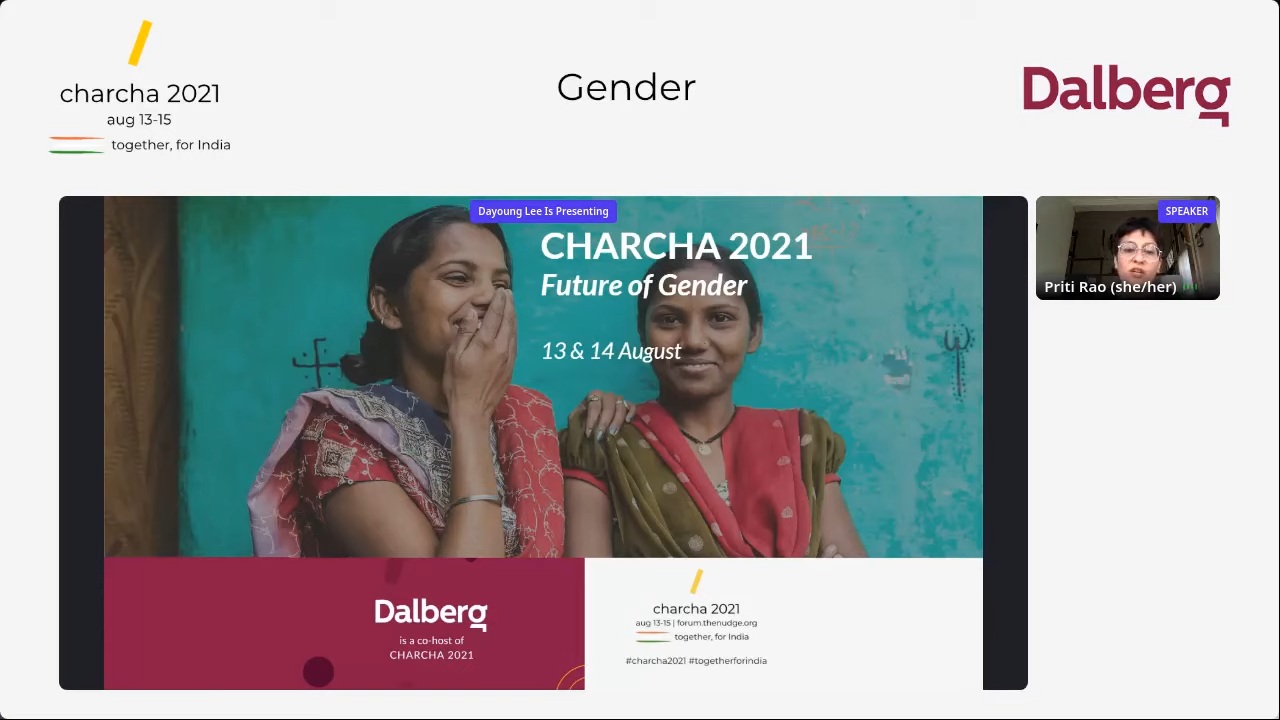 charcha 2021
aug 13-15
together, for India
Gender
Dalberg
Dayoung Lee Is Presenting
CHARCHA 2021
Future of Gender
13 & 14 August
SPEAKER
Priti Rao (she/her)
Dalberg
is a co-host of
CHARCHA 2021
charcha 2021
aug 13-15 | forum.thenudge.org
together, for India
#charcha2021 #togetherforindia